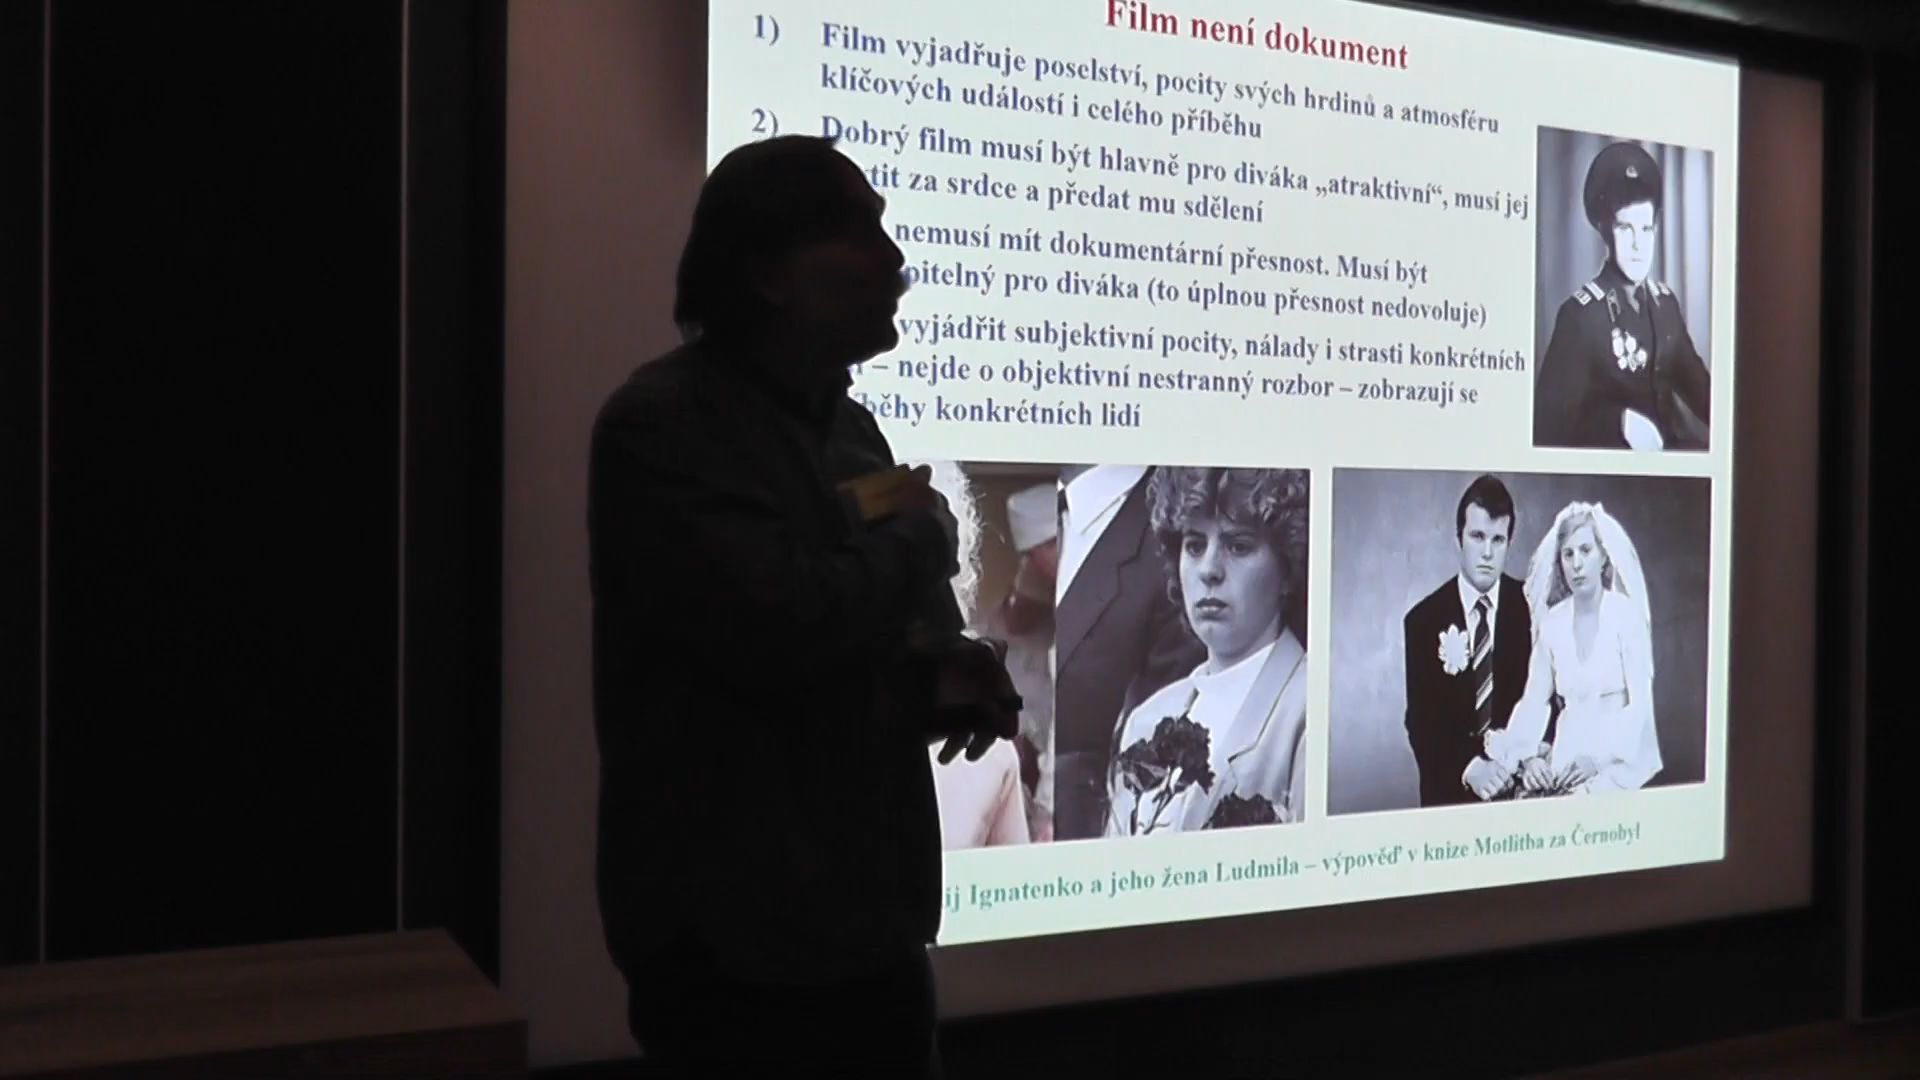 Film není dokument
1) Film vyjadřuje poselství, pocity svých hrdinů a atmosféru
klíčových událostí i celého příběhu
2) Dobrý film musí být hlavně pro diváka „atraktivní“, musí jej
tit za srdce a předat mu sdělení
nemusí mít dokumentární přesnost. Musí být
pitelný pro diváka (to úplnou přesnost nedovoluje)
vyjádřit subjektivní pocity, nálady i strasti konkrétních
– nejde o objektivní nestranný rozbor – zobrazují se
běhy konkrétních lidí
ij Ignatenko a jeho žena Ludmila – výpověď v knize Motlitba za Černobyl